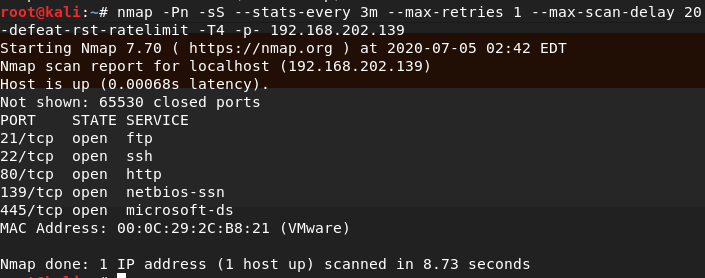 root@kali:~# nmap -Pn -sS --stats-every 3m --max-retries 1 --max-scan-delay 20
-defeat-rst-ratelimit -T4 -p- 192.168.202.139
Starting Nmap 7.70 ( https://nmap.org ) at 2020-07-05 02:42 EDT
Nmap scan report for localhost (192.168.202.139)
Host is up (0.00068s latency).
Not shown: 65530 closed ports
PORT    STATE SERVICE
21/tcp  open  ftp
22/tcp  open  ssh
80/tcp  open  http
139/tcp open  netbios-ssn
445/tcp open  microsoft-ds
MAC Address: 00:0C:29:2C:B8:21 (VMware)
Nmap done: 1 IP address (1 host up) scanned in 8.73 seconds